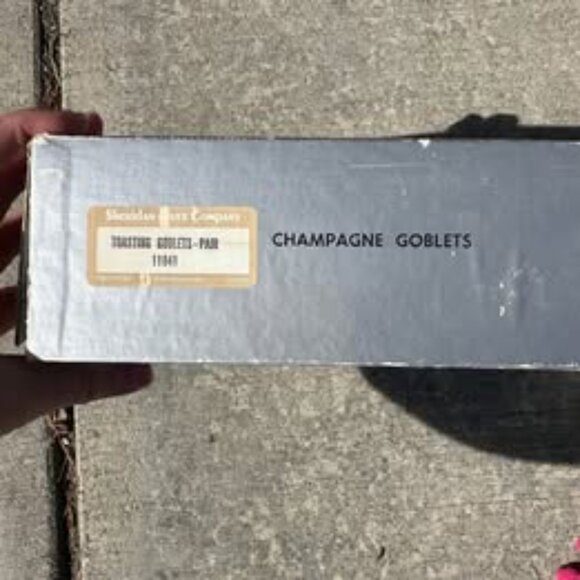 Sheridan Silver Company
TOASTING GOBLETS-PAIR
11041
CHAMPAGNE GOBLETS